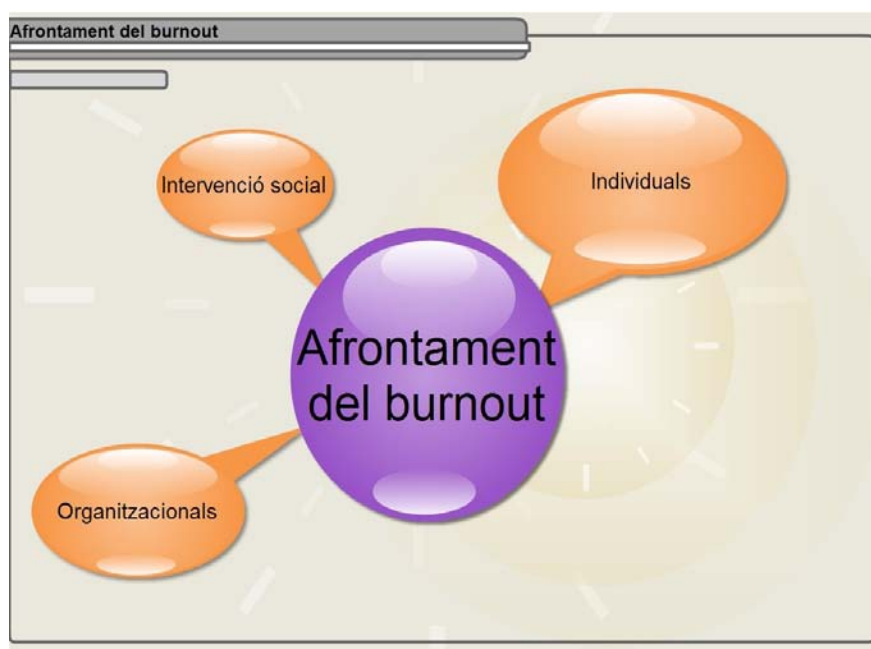 Afrontament del burnout
Intervenció social
Individuals
Afrontament
del burnout
Organitzacionals